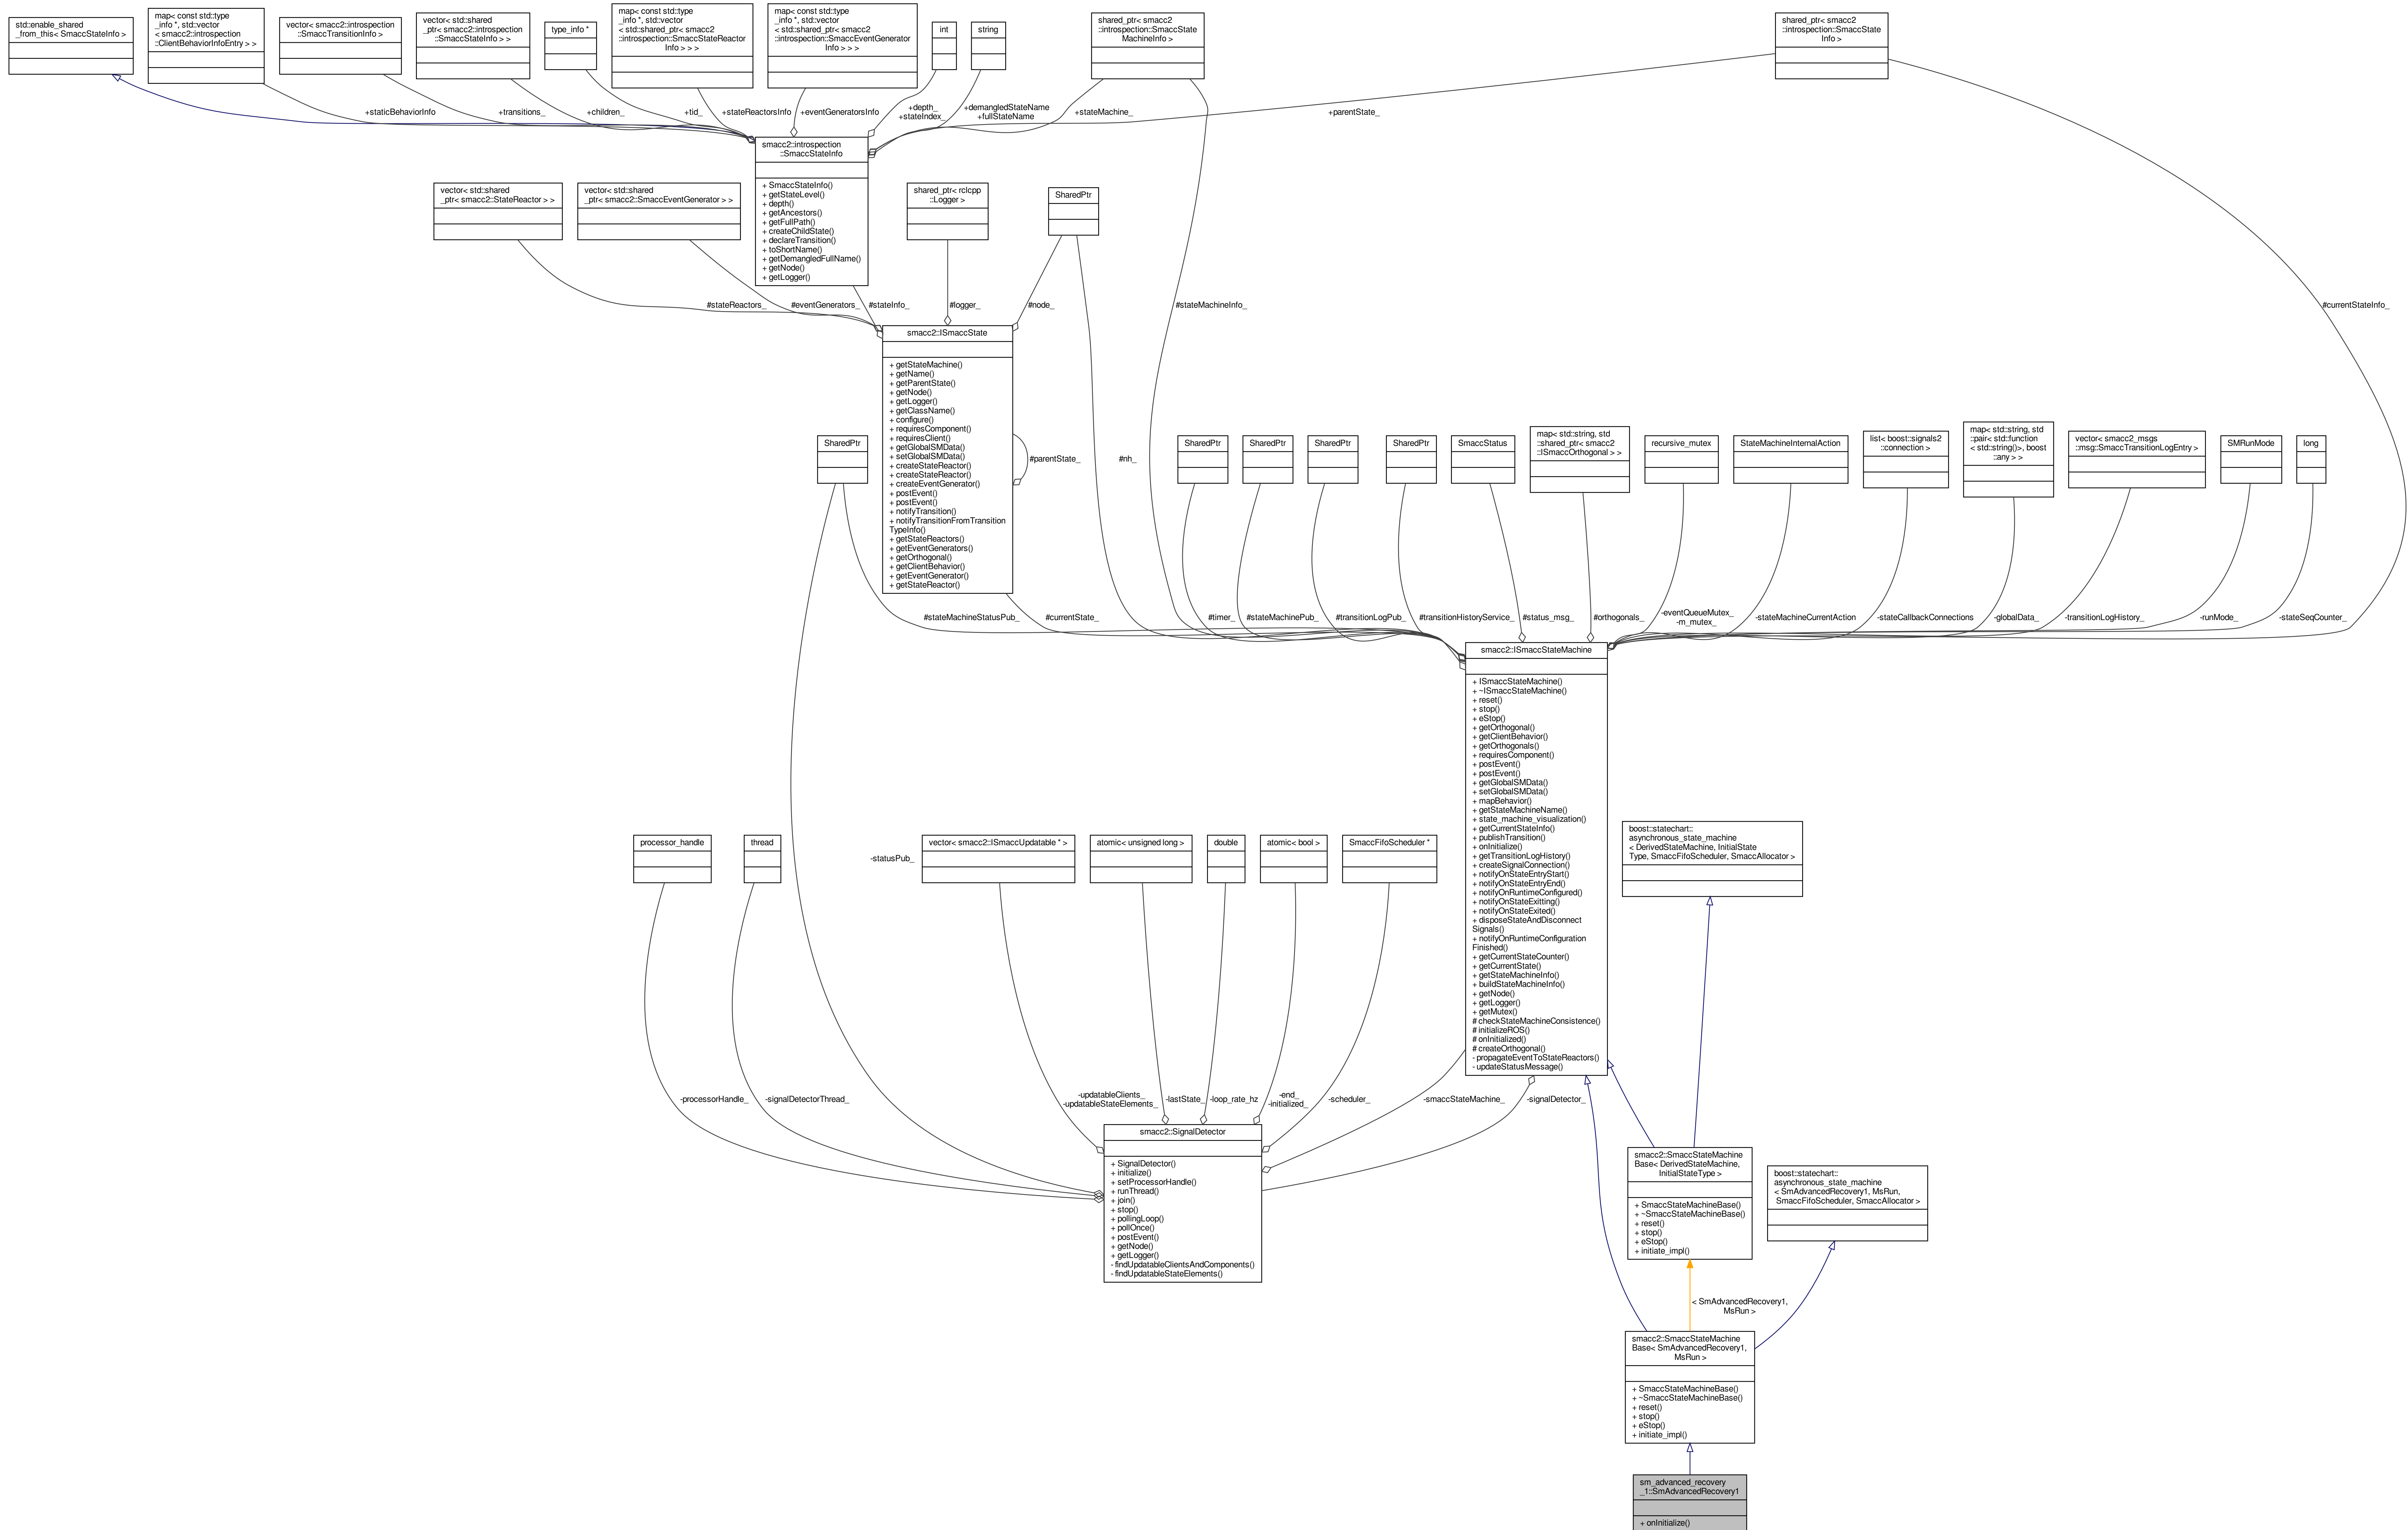 std::enable_shared
_from_this< SmaccStateInfo >
map< const std::type
_info *, std::vector
< smacc2::introspection
::ClientBehaviorInfoEntry > >
vector< smacc2::introspection
::SmaccTransitionInfo >
vector< std::shared
_ptr< smacc2::introspection
::SmaccStateInfo > >
type_info *
map< const std::type
_info *, std::vector
< std::shared_ptr< smacc2
::introspection::SmaccStateReactor
Info > > >
map< const std::type
_info *, std::vector
< std::shared_ptr< smacc2
::introspection::SmaccEventGenerator
Info > > >
int
string
shared_ptr< smacc2
::introspection::SmaccState
MachineInfo >
shared_ptr< smacc2
::introspection::SmaccState
Info >
+staticBehaviorInfo
+transitions_
+children_
+tid_
+stateReactorsInfo
+eventGeneratorsInfo
+depth_
+stateIndex_
+demangledStateName
+fullStateName
+stateMachine_
+parentState_
smacc2::introspection
::SmaccStateInfo
+ SmaccStateInfo()
+ getStateLevel()
+ depth()
+ getAncestors()
+ getFullPath()
+ createChildState()
+ declareTransition()
+ toShortName()
+ getDemangledFullName()
+ getNode()
+ getLogger()
vector< std::shared
_ptr< smacc2::StateReactor > >
vector< std::shared
_ptr< smacc2::SmaccEventGenerator > >
shared_ptr< rclcpp
::Logger >
SharedPtr
#stateReactors_
#eventGenerators_
#stateInfo_
#logger_
#node_
#stateMachineInfo_
#currentStateInfo_
smacc2::ISmaccState
+ getStateMachine()
+ getName()
+ getParentState()
+ getNode()
+ getLogger()
+ getClassName()
+ configure()
+ requiresComponent()
+ requiresClient()
+ getGlobalSMData()
+ setGlobalSMData()
+ createStateReactor()
+ createStateReactor()
+ createEventGenerator()
+ postEvent()
+ postEvent()
+ notifyTransition()
+ notifyTransitionFromTransition
TypeInfo()
+ getStateReactors()
+ getEventGenerators()
+ getOrthogonal()
+ getClientBehavior()
+ getEventGenerator()
+ getStateReactor()
#parentState_
#nh_
SharedPtr
SharedPtr
SharedPtr
SharedPtr
SharedPtr
SmaccStatus
map< std::string, std
::shared_ptr< smacc2
::ISmaccOrthogonal > >
recursive_mutex
StateMachineInternalAction
list< boost::signals2
::connection >
map< std::string, std
::pair< std::function
< std::string()>, boost
::any > >
vector< smacc2_msgs
::msg::SmaccTransitionLogEntry >
SMRunMode
long
#stateMachineStatusPub_
#currentState_
#timer_
#stateMachinePub_
#transitionLogPub_
#transitionHistoryService_
#status_msg_
#orthogonals_
-eventQueueMutex_
-m_mutex_
-stateMachineCurrentAction
-stateCallbackConnections
-globalData_
-transitionLogHistory_
-runMode_
-stateSeqCounter_
smacc2::ISmaccStateMachine
+ ISmaccStateMachine()
+ ~ISmaccStateMachine()
+ reset()
+ stop()
+ eStop()
+ getOrthogonal()
+ getClientBehavior()
+ getOrthogonals()
+ requiresComponent()
+ postEvent()
+ postEvent()
+ getGlobalSMData()
+ setGlobalSMData()
+ mapBehavior()
+ getStateMachineName()
+ state_machine_visualization()
+ getCurrentStateInfo()
+ publishTransition()
+ onInitialize()
+ getTransitionLogHistory()
+ createSignalConnection()
+ notifyOnStateEntryStart()
+ notifyOnStateEntryEnd()
+ notifyOnRuntimeConfigured()
+ notifyOnStateExitting()
+ notifyOnStateExited()
+ disposeStateAndDisconnect
Signals()
+ notifyOnRuntimeConfiguration
Finished()
+ getCurrentStateCounter()
+ getCurrentState()
+ getStateMachineInfo()
+ buildStateMachineInfo()
+ getNode()
+ getLogger()
+ getMutex()
# checkStateMachineConsistence()
# initializeROS()
# onInitialized()
# createOrthogonal()
- propagateEventToStateReactors()
- updateStatusMessage()
processor_handle
thread
-statusPub_
vector< smacc2::ISmaccUpdatable * >
atomic< unsigned long >
double
atomic< bool >
SmaccFifoScheduler *
boost::statechart::
asynchronous_state_machine
< DerivedStateMachine, InitialState
Type, SmaccFifoScheduler, SmaccAllocator >
-processorHandle_
-signalDetectorThread_
-updatableClients_
-updatableStateElements_
-lastState_
-loop_rate_hz
-end_
-initialized_
-scheduler_
-smaccStateMachine_
-signalDetector_
smacc2::SignalDetector
+ SignalDetector()
+ initialize()
+ setProcessorHandle()
+ runThread()
+ join()
+ stop()
+ pollingLoop()
+ pollOnce()
+ postEvent()
+ getNode()
+ getLogger()
- findUpdatableClientsAndComponents()
- findUpdatableStateElements()
smacc2::SmaccStateMachine
Base< DerivedStateMachine,
InitialStateType >
+ SmaccStateMachineBase()
+ ~SmaccStateMachineBase()
+ reset()
+ stop()
+ eStop()
+ initiate_impl()
boost::statechart::
asynchronous_state_machine
< SmAdvancedRecovery1, MsRun,
SmaccFifoScheduler, SmaccAllocator >
< SmAdvancedRecovery1,
MsRun >
smacc2::SmaccStateMachine
Base< SmAdvancedRecovery1,
MsRun >
+ SmaccStateMachineBase()
+ ~SmaccStateMachineBase()
+ reset()
+ stop()
+ eStop()
+ initiate_impl()
sm_advanced_recovery
_1::SmAdvancedRecovery1
+ onInitialize()